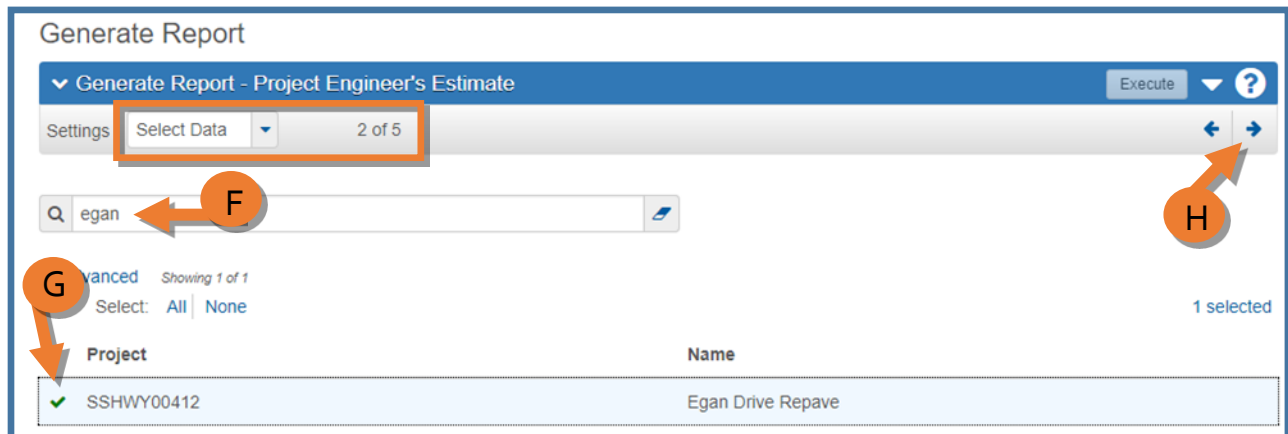 Generate Report
Generate Report - Project Engineer's Estimate Execute ?
Settings Select Data 2 of 5
egan F
H
G vanced Showing 1 of 1
Select: All None 1 selected
Project Name
SSHWY00412 Egan Drive Repave